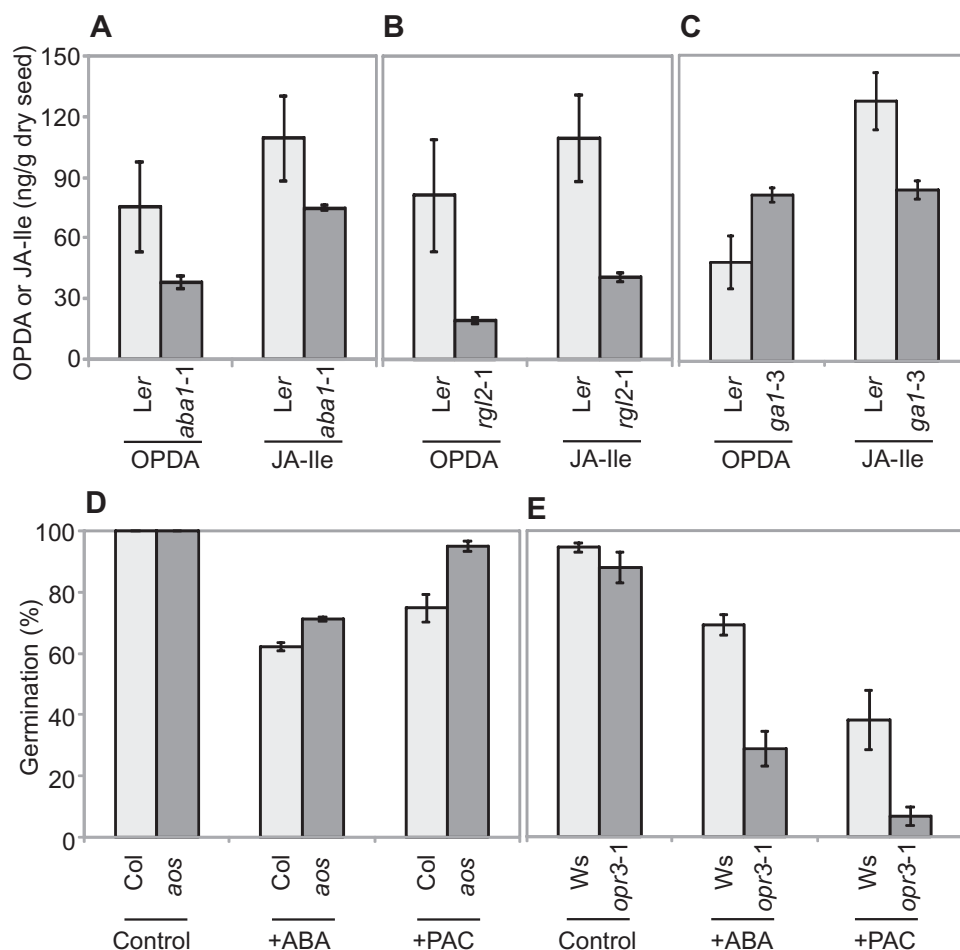 A B C
OPDA or JA-Ile (ng/g dry seed)
150
120
90
60
30
0
Ler aba1-1 Ler aba1-1 Ler rgl2-1 Ler rgl2-1 Ler ga1-3 Ler ga1-3
OPDA JA-Ile OPDA JA-Ile OPDA JA-Ile
D E
Germination (%)
100
80
60
40
20
0
Col aos Col aos Col aos Ws opr3-1 Ws opr3-1 Ws opr3-1
Control +ABA +PAC Control +ABA +PAC